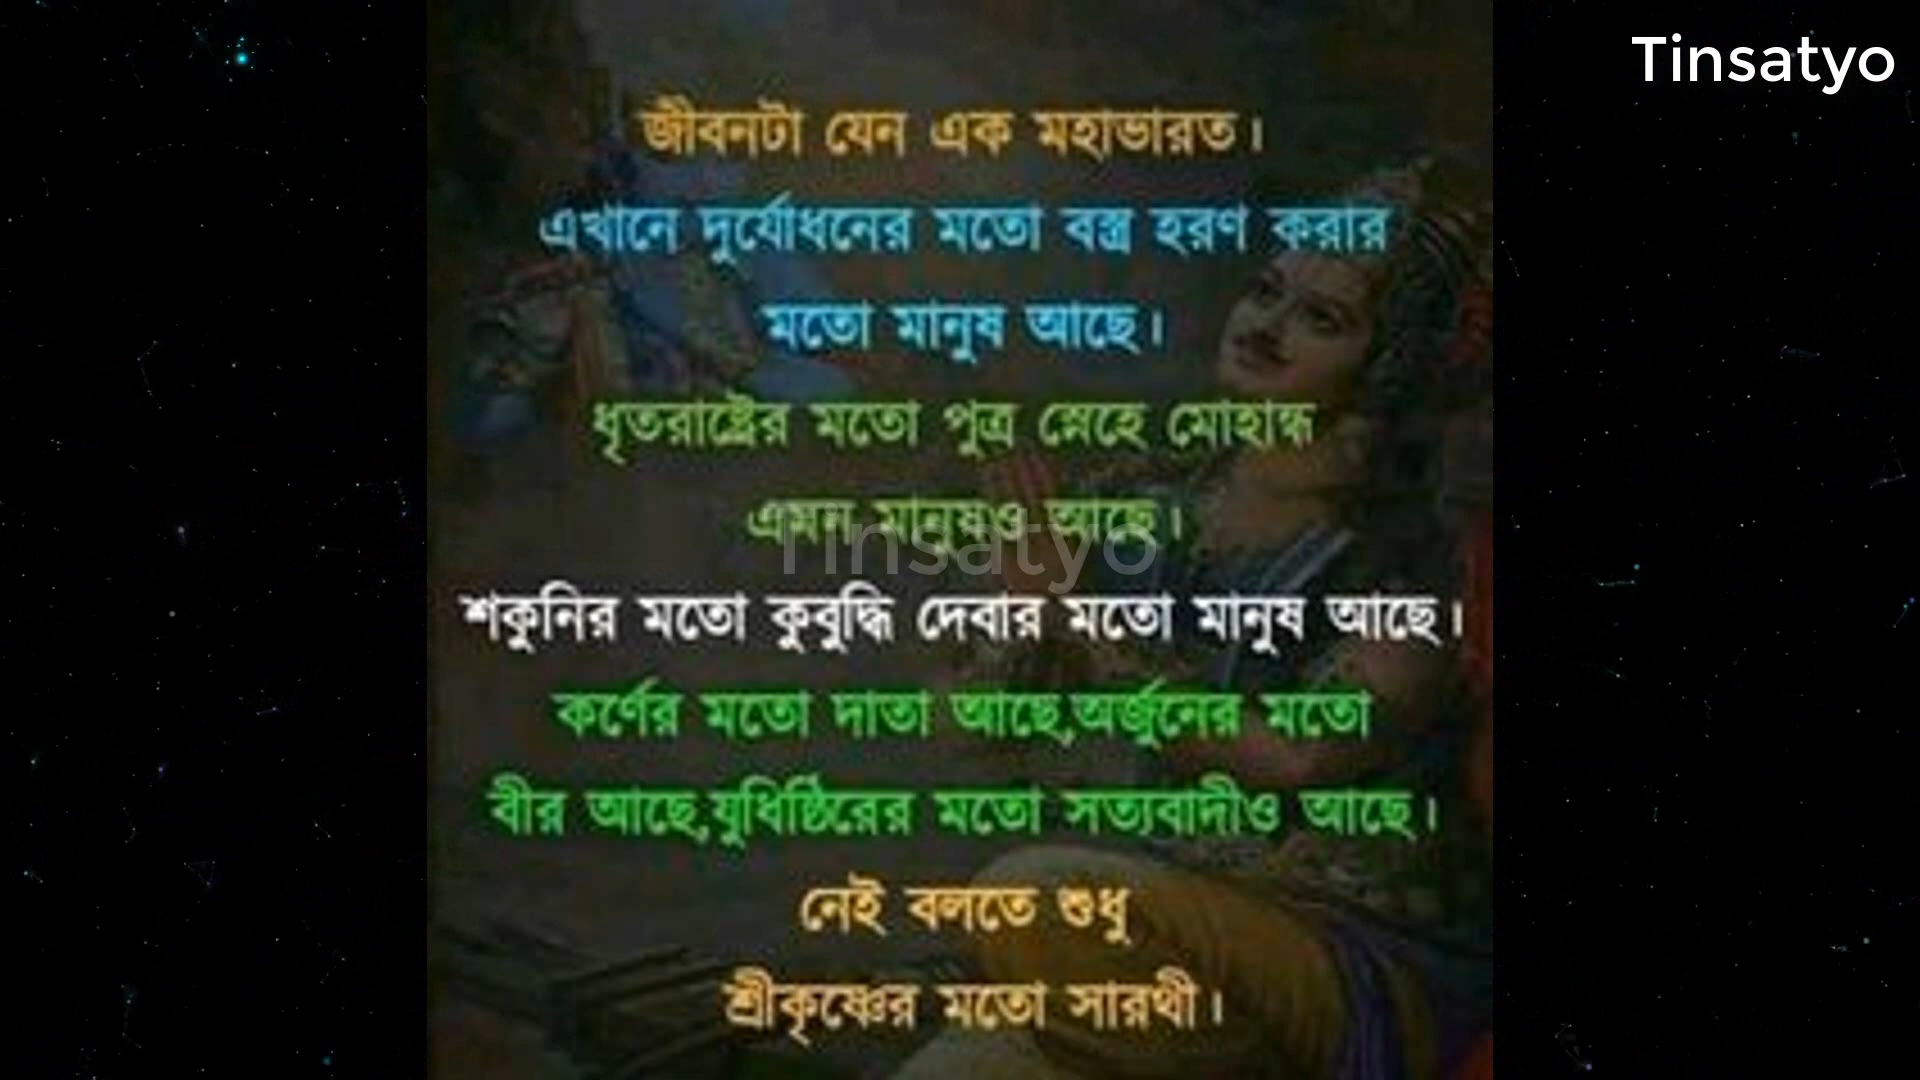 Tinsatyo
জীবনটা যেন এক মহাভারত।
এখানে দুর্যোধনের মতো বস্ত্র হরণ করার
মতো মানুষ আছে।
ধৃতরাষ্ট্রের মতো পুত্র স্নেহে মোহান্ধ
এমন মানুষও আছে।
Tinsatyo
শকুনির মতো কুবুদ্ধি দেবার মতো মানুষ আছে।
কর্ণের মতো দাতা আছে,অর্জুনের মতো
বীর আছে,যুধিষ্ঠিরের মতো সত্যবাদীও আছে।
নেই বলতে শুধু
শ্রীকৃষ্ণের মতো সারথী।